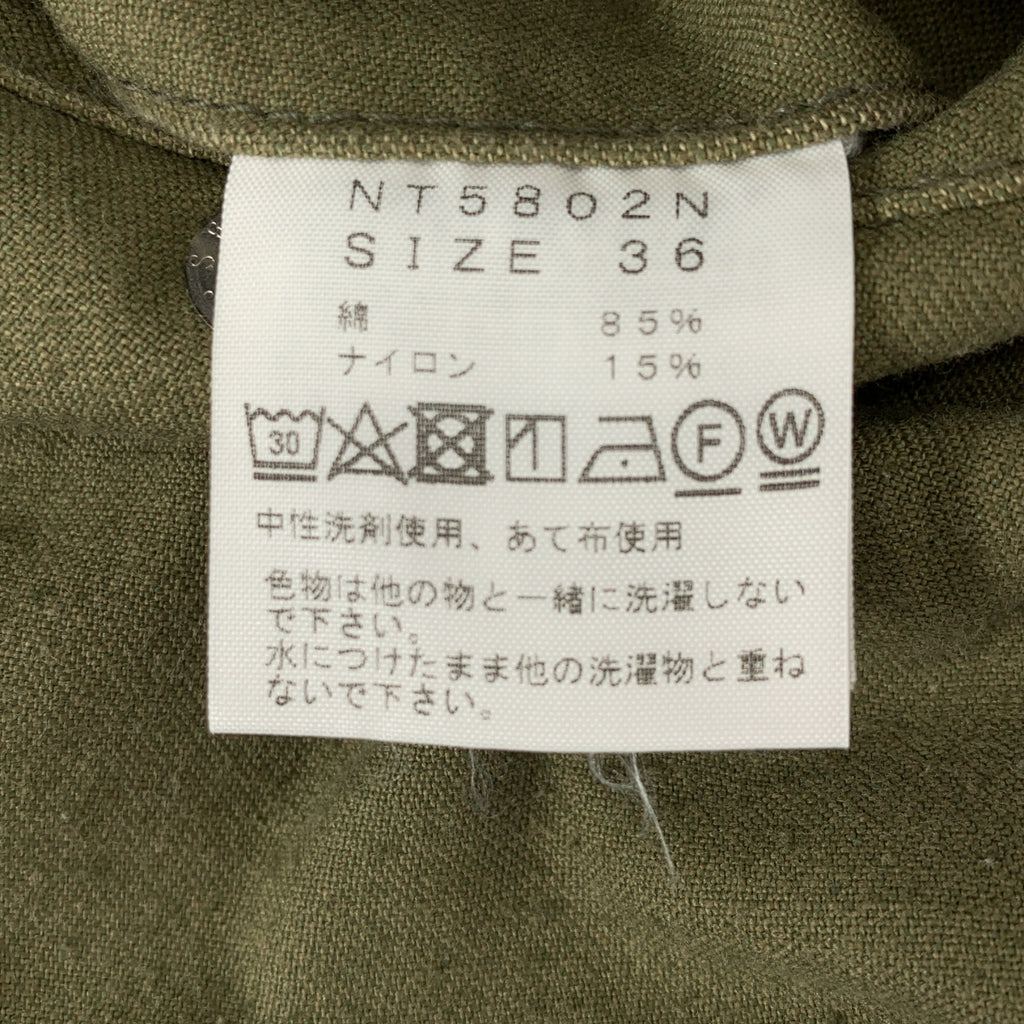 NT5802N
SIZE 36
綿 85%
ナイロン 15%
30 F W
中性洗剤使用、あて布使用
色物は他の物と一緒に洗濯しない
で下さい。
水につけたまま他の洗濯物と重ね
ないで下さい。